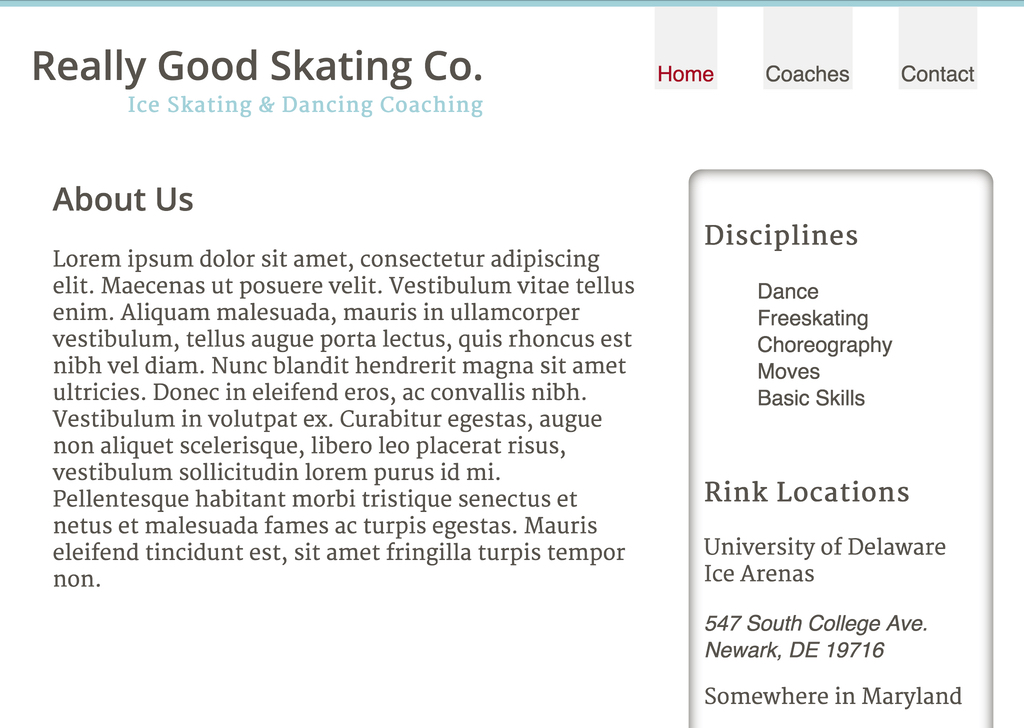 Really Good Skating Co.
Ice Skating & Dancing Coaching
Home
Coaches
Contact
About Us
Lorem ipsum dolor sit amet, consectetur adipiscing
elit. Maecenas ut posuere velit. Vestibulum vitae tellus
enim. Aliquam malesuada, mauris in ullamcorper
vestibulum, tellus augue porta lectus, quis rhoncus est
nibh vel diam. Nunc blandit hendrerit magna sit amet
ultricies. Donec in eleifend eros, ac convallis nibh.
Vestibulum in volutpat ex. Curabitur egestas, augue
non aliquet scelerisque, libero leo placerat risus,
vestibulum sollicitudin lorem purus id mi.
Pellentesque habitant morbi tristique senectus et
netus et malesuada fames ac turpis egestas. Mauris
eleifend tincidunt est, sit amet fringilla turpis tempor
non.
Disciplines
Dance
Freeskating
Choreography
Moves
Basic Skills
Rink Locations
University of Delaware
Ice Arenas
547 South College Ave.
Newark, DE 19716
Somewhere in Maryland